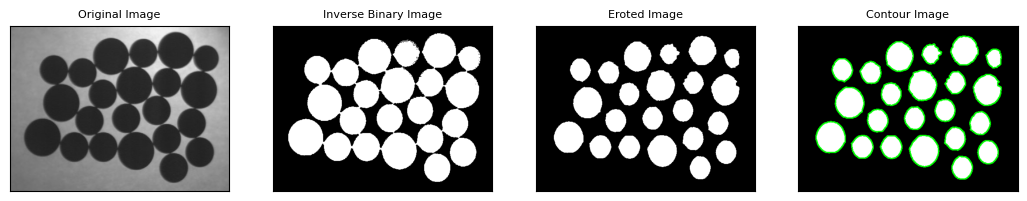 Original Image
Inverse Binary Image
Eroted Image
Contour Image